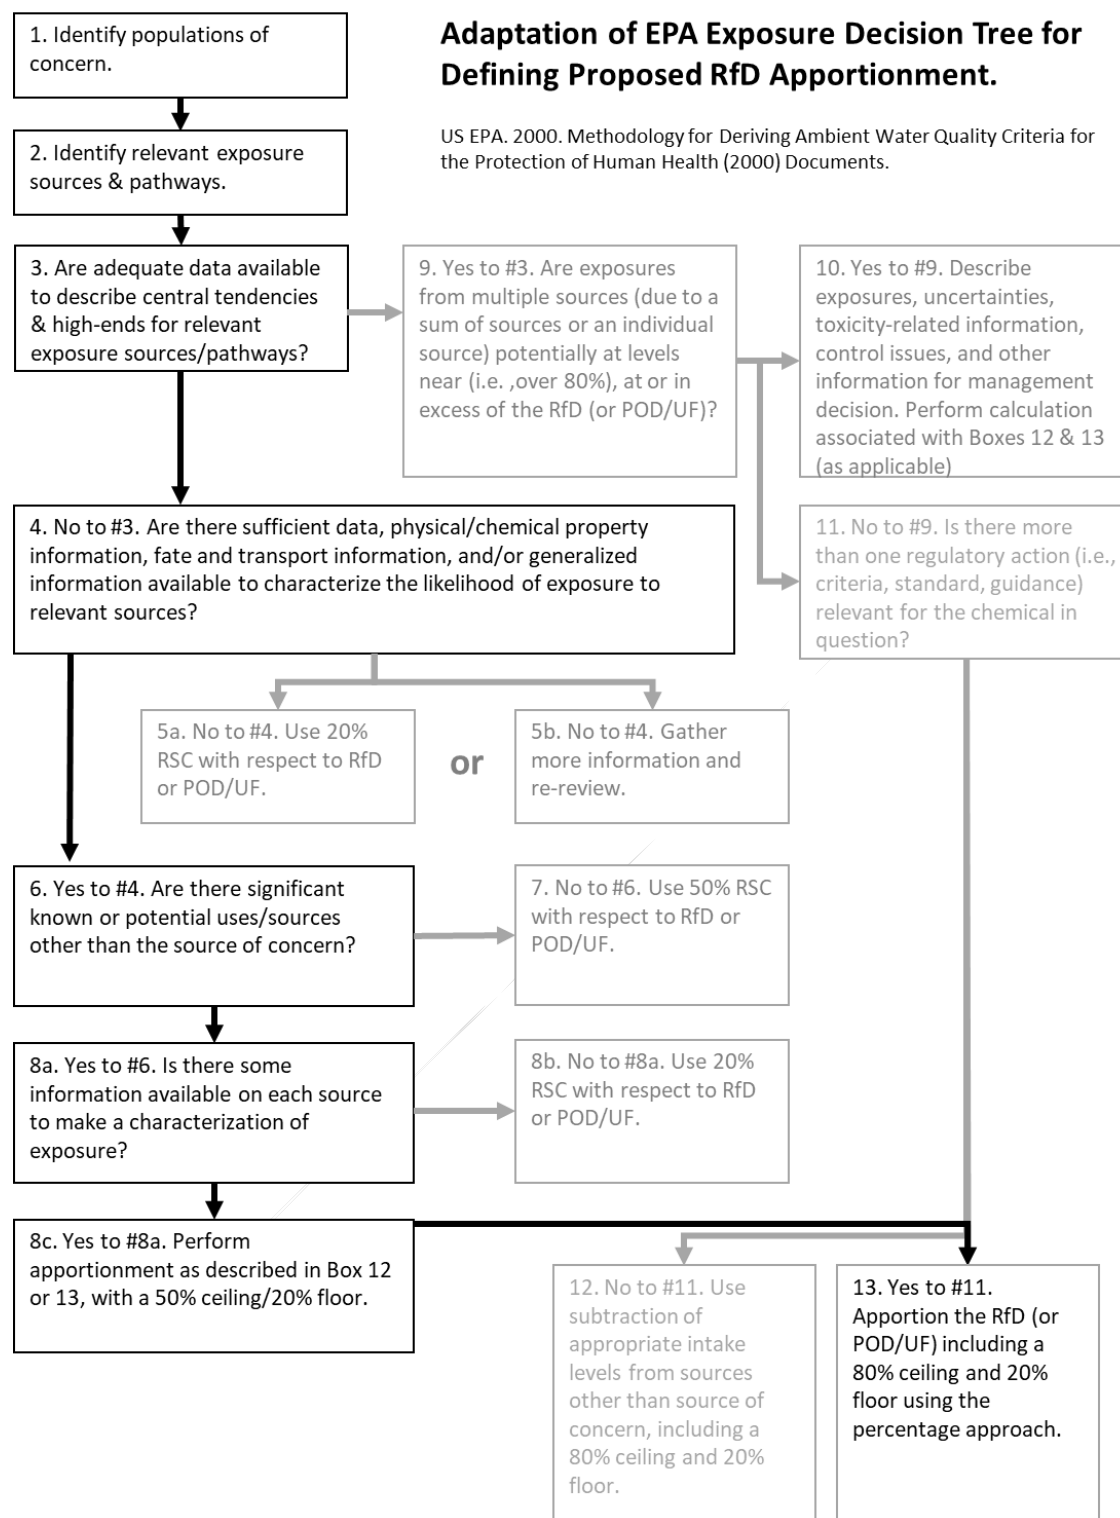 1. Identify populations of
concern.
Adaptation of EPA Exposure Decision Tree for
Defining Proposed RfD Apportionment.
US EPA. 2000. Methodology for Deriving Ambient Water Quality Criteria for
the Protection of Human Health (2000) Documents.
2. Identify relevant exposure
sources & pathways.
3. Are adequate data available
to describe central tendencies
& high-ends for relevant
exposure sources/pathways?
9. Yes to #3. Are exposures
from multiple sources (due to a
sum of sources or an individual
source) potentially at levels
near (i.e. ,over 80%), at or in
excess of the RfD (or POD/UF)?
10. Yes to #9. Describe
exposures, uncertainties,
toxicity-related information,
control issues, and other
information for management
decision. Perform calculation
associated with Boxes 12 & 13
(as applicable)
4. No to #3. Are there sufficient data, physical/chemical property
information, fate and transport information, and/or generalized
information available to characterize the likelihood of exposure to
relevant sources?
11. No to #9. Is there more
than one regulatory action (i.e.,
criteria, standard, guidance)
relevant for the chemical in
question?
5a. No to #4. Use 20%
RSC with respect to RfD
or POD/UF.
or
5b. No to #4. Gather
more information and
re-review.
6. Yes to #4. Are there significant
known or potential uses/sources
other than the source of concern?
7. No to #6. Use 50% RSC
with respect to RfD or
POD/UF.
8a. Yes to #6. Is there some
information available on each source
to make a characterization of
exposure?
8b. No to #8a. Use 20%
RSC with respect to RfD
or POD/UF.
8c. Yes to #8a. Perform
apportionment as described in Box 12
or 13, with a 50% ceiling/20% floor.
12. No to #11. Use
subtraction of
appropriate intake
levels from sources
other than source of
concern, including a
80% ceiling and 20%
floor.
13. Yes to #11.
Apportion the RfD (or
POD/UF) including a
80% ceiling and 20%
floor using the
percentage approach.